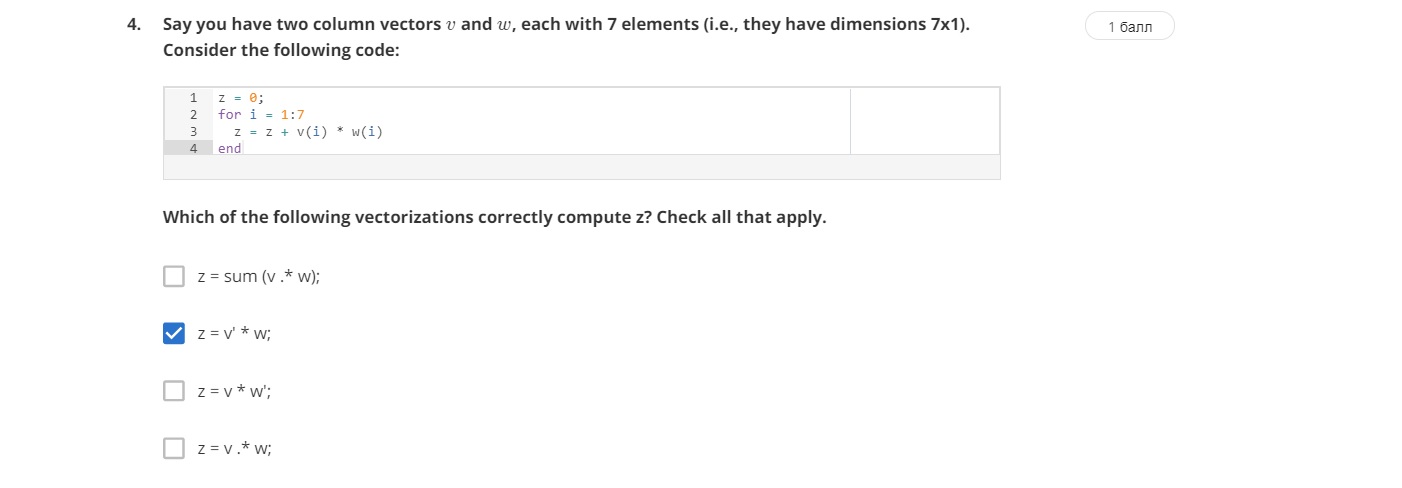 4. Say you have two column vectors v and w, each with 7 elements (i.e., they have dimensions 7x1).
Consider the following code:
1 балл
1 z = 0;
2 for i = 1:7
3 z = z + v(i) * w(i)
4 end
Which of the following vectorizations correctly compute z? Check all that apply.
z = sum (v .* w);
z = v' * w;
z = v * w';
z = v .* w;